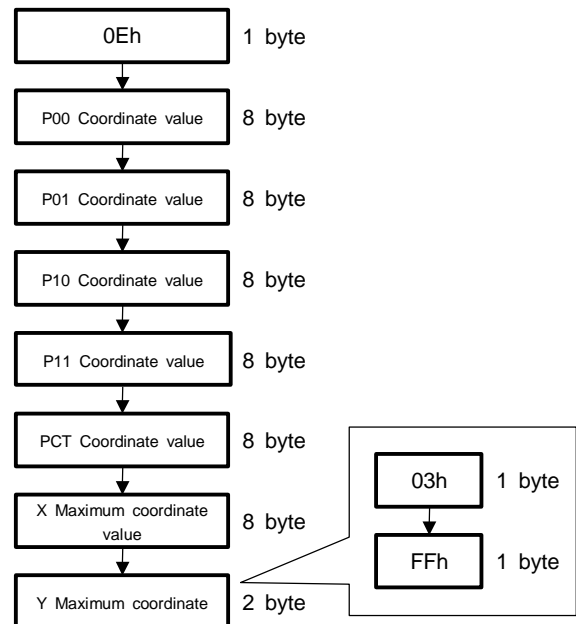 0Eh 1 byte
P00 Coordinate value 8 byte
P01 Coordinate value 8 byte
P10 Coordinate value 8 byte
P11 Coordinate value 8 byte
PCT Coordinate value 8 byte
X Maximum coordinate
value
8 byte
Y Maximum coordinate 2 byte
03h 1 byte
FFh 1 byte